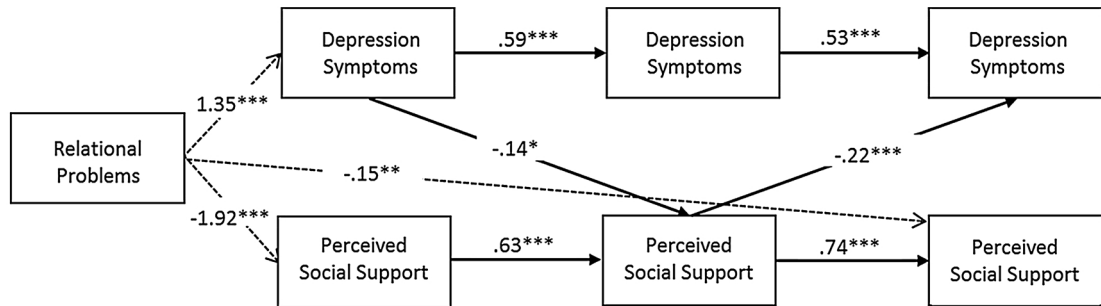 Depression
Symptoms
.59***
Depression
Symptoms
.53***
Depression
Symptoms
1.35***
Relational
Problems
-.14*
-.22***
-.15**
-1.92***
Perceived
Social Support
.63***
Perceived
Social Support
.74***
Perceived
Social Support